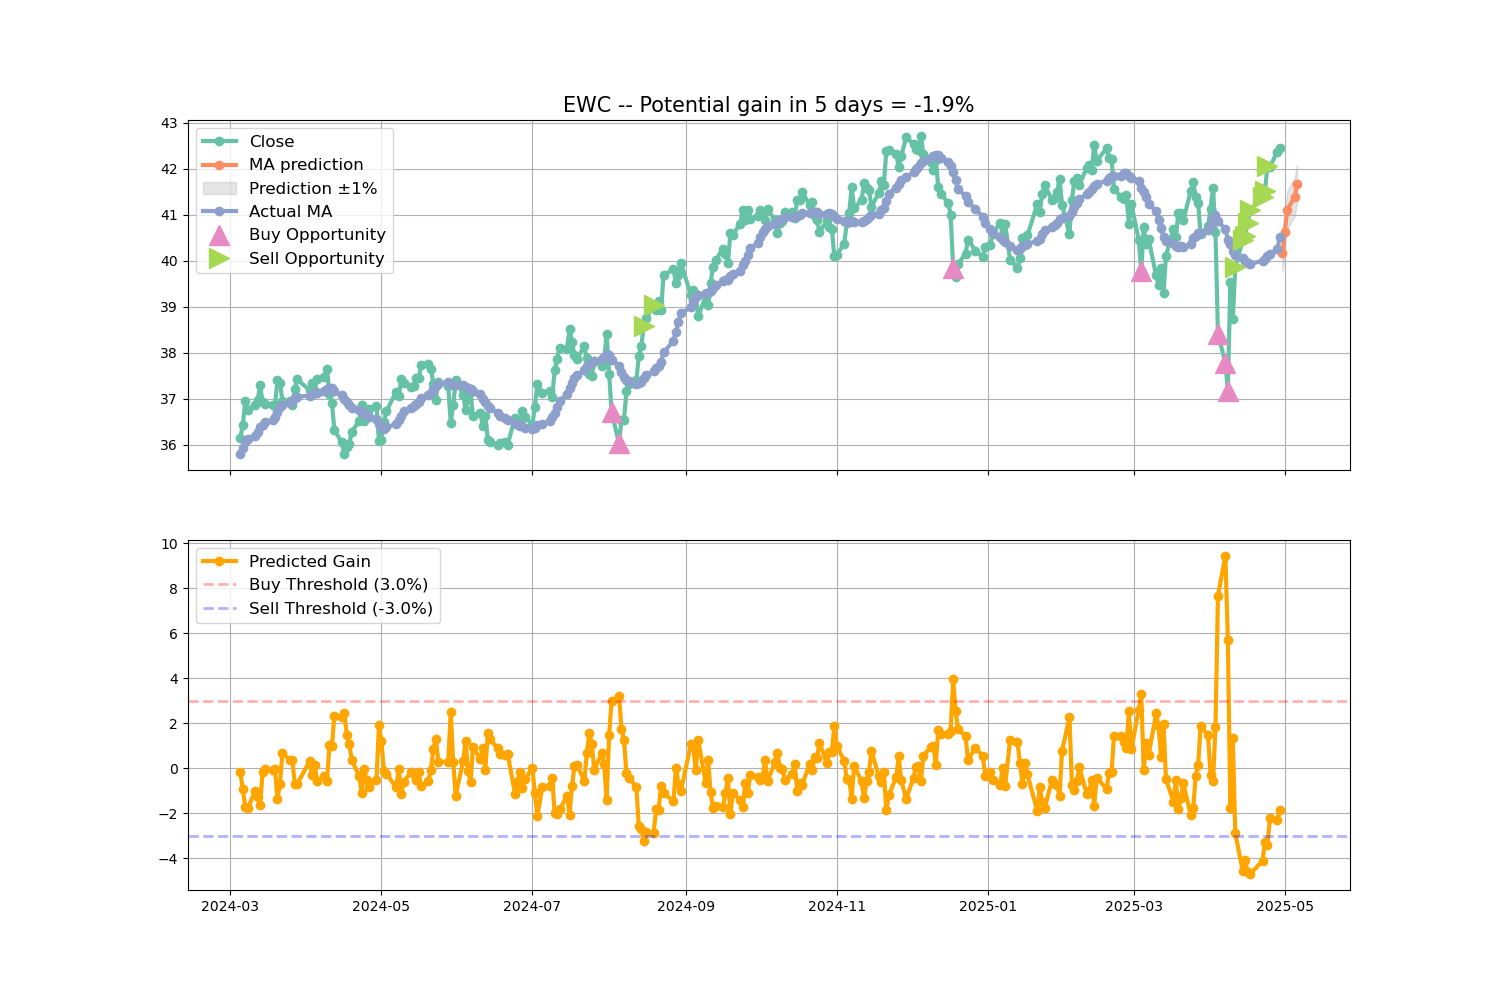 EWC -- Potential gain in 5 days = -1.9%
43
42
41
40
39
38
37
36
Close
MA prediction
Prediction ±1%
Actual MA
Buy Opportunity
Sell Opportunity
10
8
6
4
2
0
−2
−4
Predicted Gain
Buy Threshold (3.0%)
Sell Threshold (-3.0%)
2024-03
2024-05
2024-07
2024-09
2024-11
2025-01
2025-03
2025-05